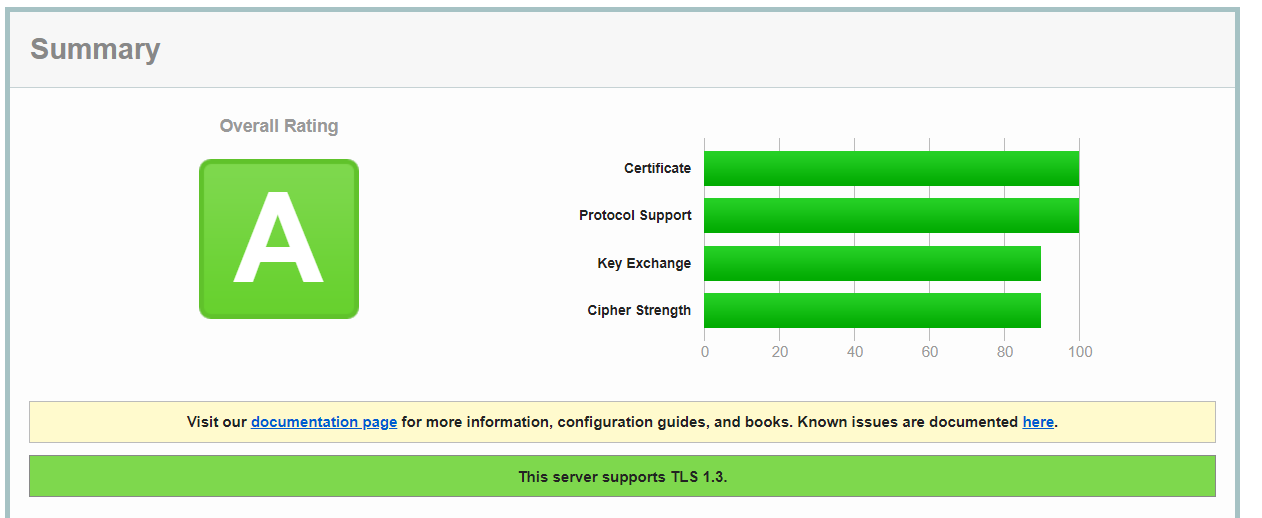 Summary
Overall Rating
A
Certificate
Protocol Support
Key Exchange
Cipher Strength
0 20 40 60 80 100
Visit our documentation page for more information, configuration guides, and books. Known issues are documented here.
This server supports TLS 1.3.